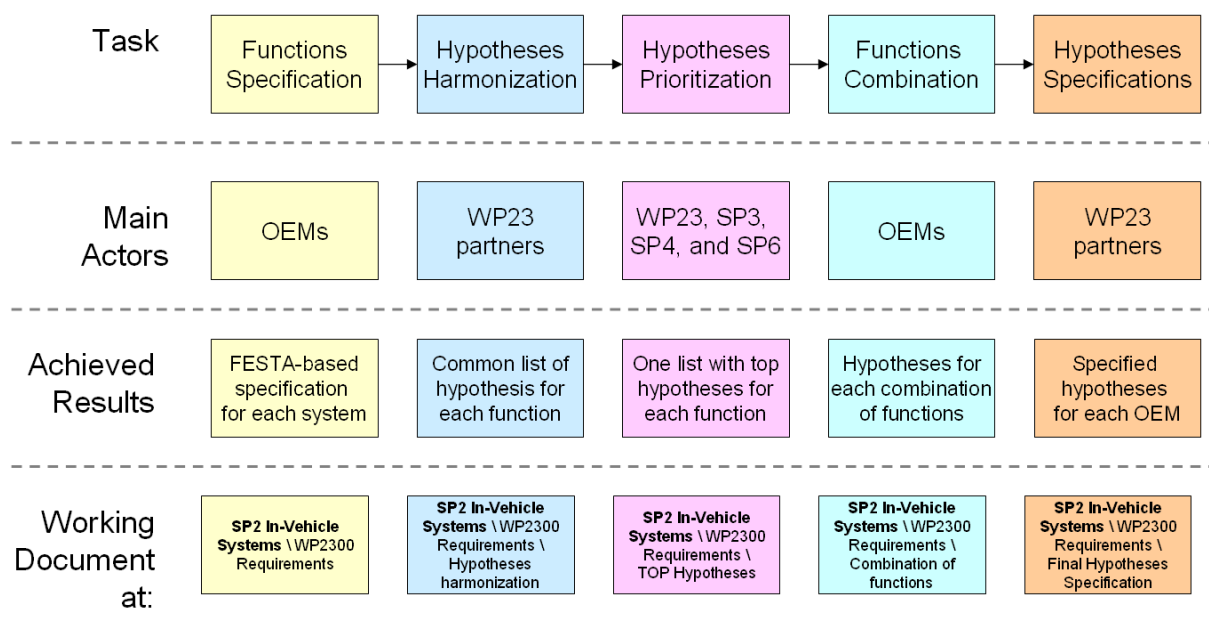 Task
Functions
Specification
Hypotheses
Harmonization
Hypotheses
Prioritization
Functions
Combination
Hypotheses
Specifications
Main
Actors
OEMs
WP23
partners
WP23, SP3,
SP4, and SP6
OEMs
WP23
partners
Achieved
Results
FESTA-based
specification
for each system
Common list of
hypothesis for
each function
One list with top
hypotheses for
each function
Hypotheses for
each combination
of functions
Specified
hypotheses
for each OEM
Working
Document
at:
SP2 In-Vehicle
Systems \ WP2300
Requirements
SP2 In-Vehicle
Systems \ WP2300
Requirements \
Hypotheses
harmonization
SP2 In-Vehicle
Systems \ WP2300
Requirements \
TOP Hypotheses
SP2 In-Vehicle
Systems \ WP2300
Requirements \
Combination of
functions
SP2 In-Vehicle
Systems \ WP2300
Requirements \
Final Hypotheses
Specification